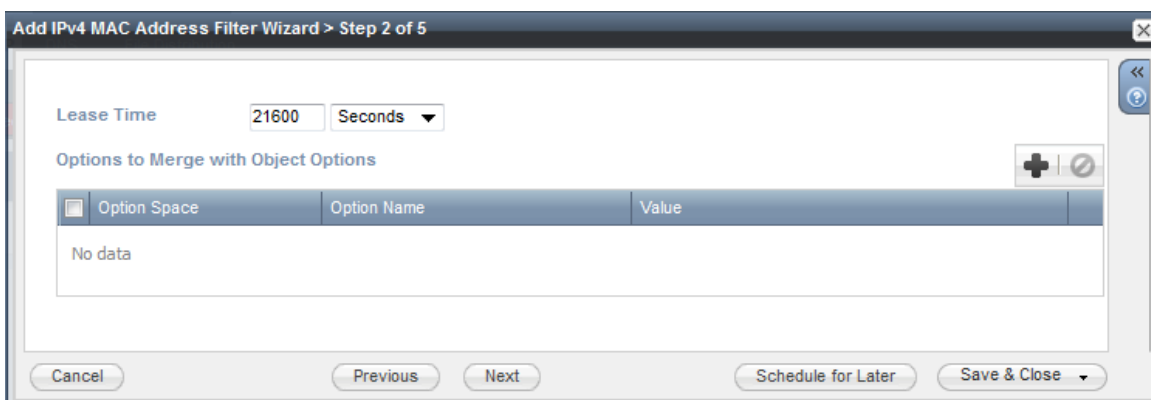 Add IPv4 MAC Address Filter Wizard > Step 2 of 5
Lease Time 21600 Seconds
Options to Merge with Object Options
Option Space Option Name Value
No data
Cancel Previous Next Schedule for Later Save & Close